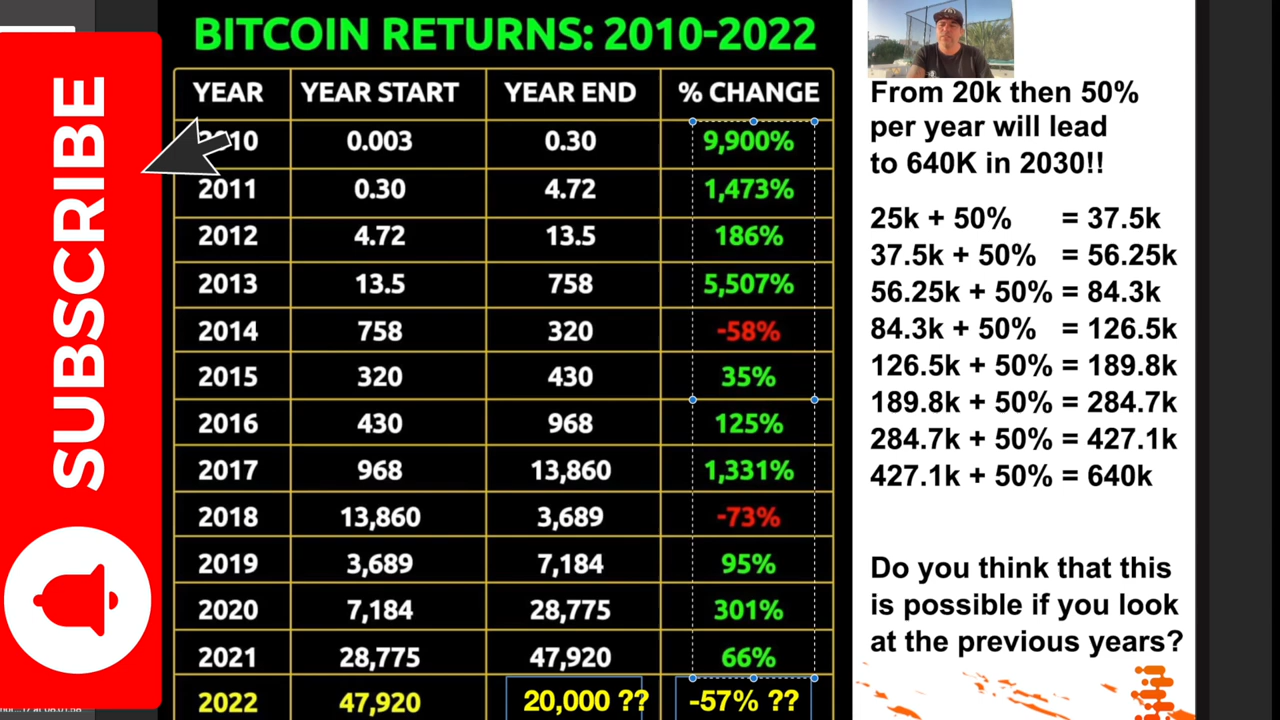 SUBSCRIBE
BITCOIN RETURNS: 2010-2022
YEAR YEAR START YEAR END % CHANGE
2010 0.003 0.30 9,900%
2011 0.30 4.72 1,473%
2012 4.72 13.5 186%
2013 13.5 758 5,507%
2014 758 320 -58%
2015 320 430 35%
2016 430 968 125%
2017 968 13,860 1,331%
2018 13,860 3,689 -73%
2019 3,689 7,184 95%
2020 7,184 28,775 301%
2021 28,775 47,920 66%
2022 47,920 20,000 ?? -57% ??
From 20k then 50%
per year will lead
to 640K in 2030!!
25k + 50% = 37.5k
37.5k + 50% = 56.25k
56.25k + 50% = 84.3k
84.3k + 50% = 126.5k
126.5k + 50% = 189.8k
189.8k + 50% = 284.7k
284.7k + 50% = 427.1k
427.1k + 50% = 640k
Do you think that this
is possible if you look
at the previous years?